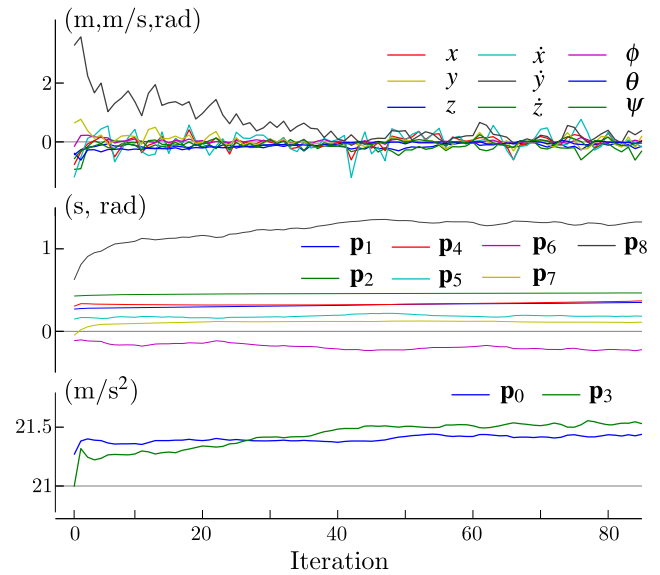 (m,m/s,rad)
x ẋ ϕ
y ẏ θ
z ż ψ
2
0
(s, rad)
1
0
p1 p4 p6 p8
p2 p5 p7
(m/s²)
p0 p3
21.5
21
0 20 40 60 80
Iteration